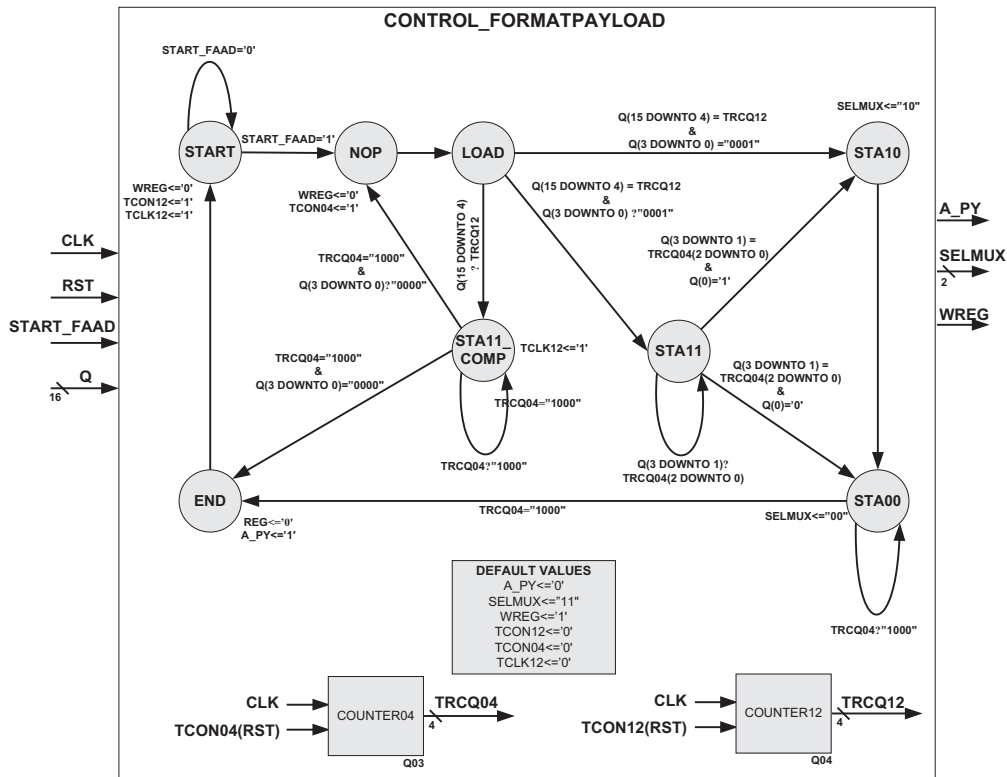 CONTROL_FORMATPAYLOAD
START_FAAD='0'
START
START_FAAD='1'
NOP
LOAD
Q(15 DOWNTO 4) = TRCQ12
&
Q(3 DOWNTO 0) ="0001"
SELMUX<="10"
STA10
WREG<='0'
TCON12<='1'
TCLK12<='1'
WREG<='0'
TCON04<='1'
Q(15 DOWNTO 4)
? TRCQ12
Q(15 DOWNTO 4) = TRCQ12
&
Q(3 DOWNTO 0) ?"0001"
CLK
RST
START_FAAD
Q
16
A_PY
SELMUX
2
WREG
TRCQ04="1000"
&
Q(3 DOWNTO 0)?"0000"
Q(3 DOWNTO 1) =
TRCQ04(2 DOWNTO 0)
&
Q(0)='1'
STA11_
COMP
TCLK12<='1'
STA11
TRCQ04="1000"
&
Q(3 DOWNTO 0)="0000"
TRCQ04="1000"
TRCQ04?"1000"
Q(3 DOWNTO 1) =
TRCQ04(2 DOWNTO 0)
&
Q(0)='0'
Q(3 DOWNTO 1)?
TRCQ04(2 DOWNTO 0)
END
REG<='0'
A_PY<='1'
TRCQ04="1000"
SELMUX<="00"
STA00
TRCQ04?"1000"
DEFAULT VALUES
A_PY<='0'
SELMUX<="11"
WREG<='1'
TCON12<='0'
TCON04<='0'
TCLK12<='0'
CLK
TCON04(RST)
COUNTER04
TRCQ04
4
Q03
CLK
TCON12(RST)
COUNTER12
TRCQ12
4
Q04